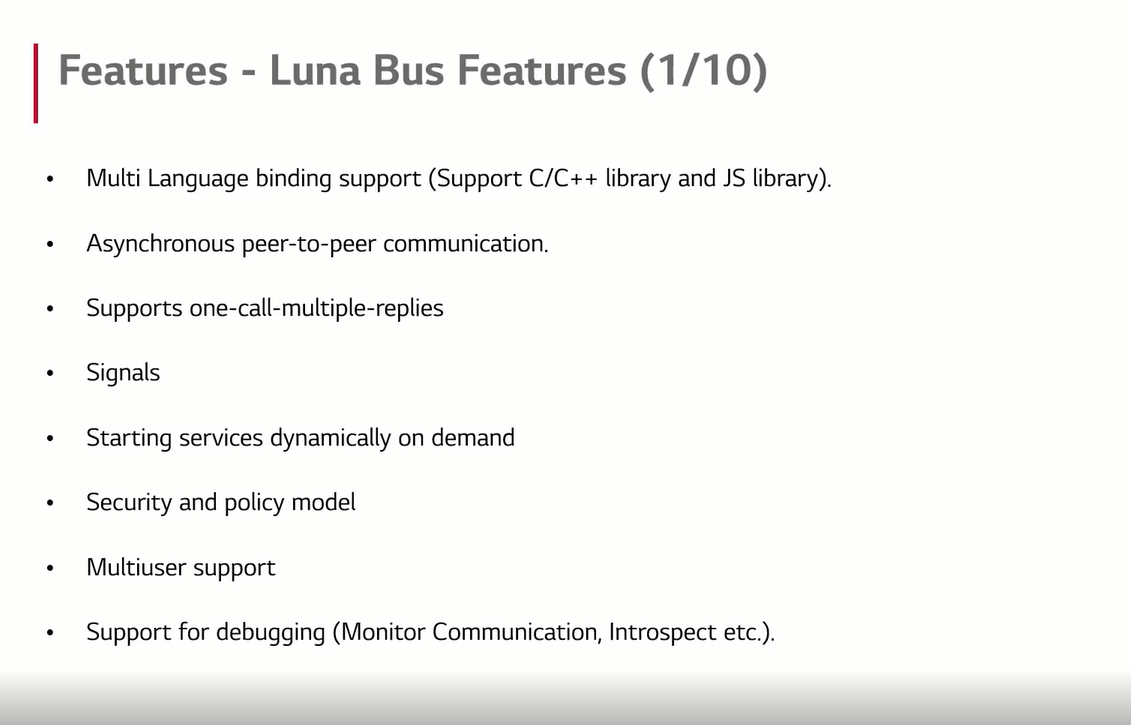 Features - Luna Bus Features (1/10)
• Multi Language binding support (Support C/C++ library and JS library).
• Asynchronous peer-to-peer communication.
• Supports one-call-multiple-replies
• Signals
• Starting services dynamically on demand
• Security and policy model
• Multiuser support
• Support for debugging (Monitor Communication, Introspect etc.).